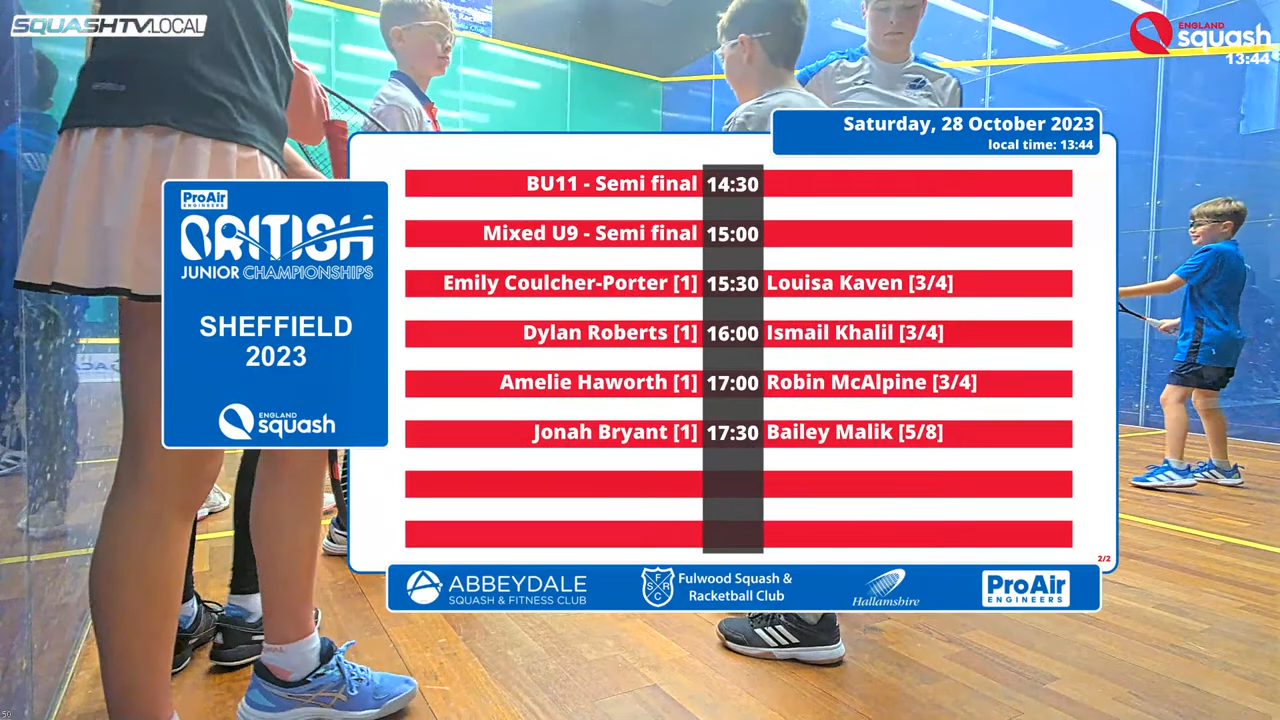 SQUASHTV.LOCAL
ENGLAND
squash
13:44
Saturday, 28 October 2023
local time: 13:44
ProAir
ENGINEERS
BRITISH
JUNIOR CHAMPIONSHIPS
SHEFFIELD
2023
ENGLAND
squash
BU11 - Semi final 14:30
Mixed U9 - Semi final 15:00
Emily Coulcher-Porter [1] 15:30 Louisa Kaven [3/4]
Dylan Roberts [1] 16:00 Ismail Khalil [3/4]
Amelie Haworth [1] 17:00 Robin McAlpine [3/4]
Jonah Bryant [1] 17:30 Bailey Malik [5/8]
2/2
ABBEYDALE
SQUASH & FITNESS CLUB
FSRC
Fulwood Squash &
Racketball Club
Hallamshire
ProAir
ENGINEERS
59